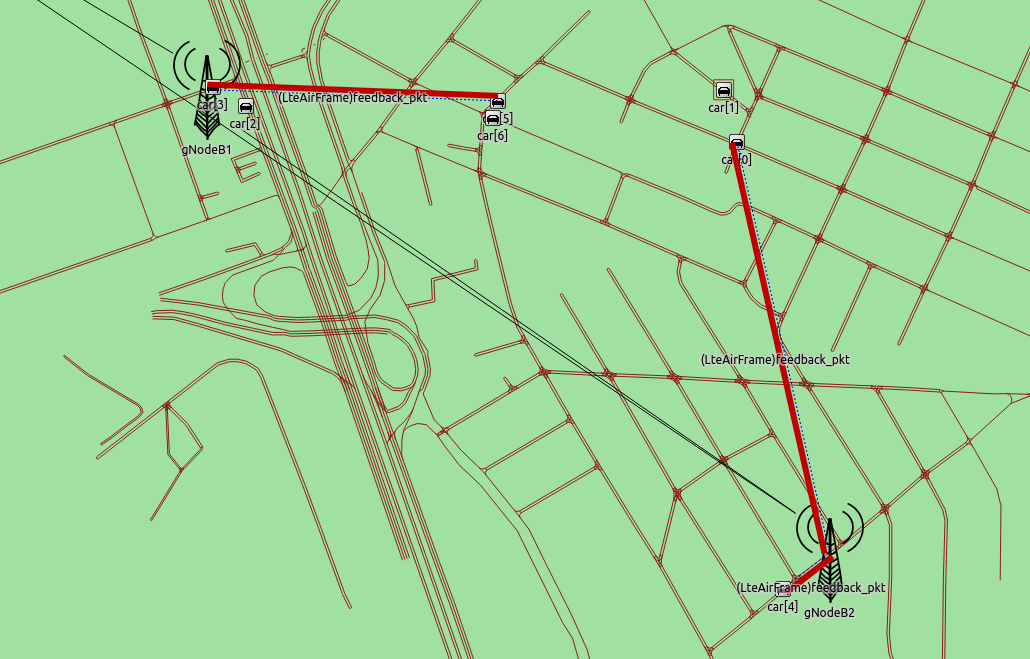 car[1]
(LteAirFrame)feedback_pkt
car[3]
car[2]
[5]
car[6]
gNodeB1
(LteAirFrame)feedback_pkt
(LteAirFrame)feedback_pkt
car[4]
gNodeB2